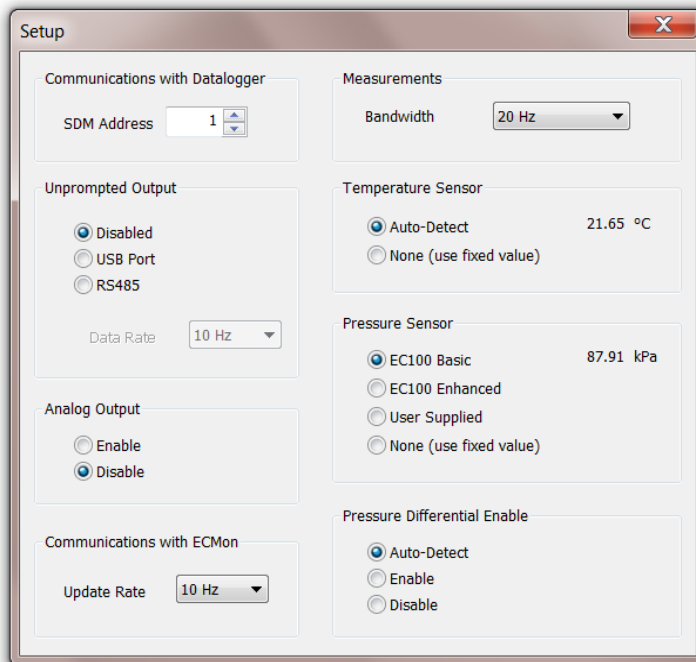 Setup
Communications with Datalogger
SDM Address 1
Unprompted Output
Disabled
USB Port
RS485
Data Rate 10 Hz
Analog Output
Enable
Disable
Communications with ECMon
Update Rate 10 Hz
Measurements
Bandwidth 20 Hz
Temperature Sensor
Auto-Detect 21.65 ºC
None (use fixed value)
Pressure Sensor
EC100 Basic 87.91 kPa
EC100 Enhanced
User Supplied
None (use fixed value)
Pressure Differential Enable
Auto-Detect
Enable
Disable